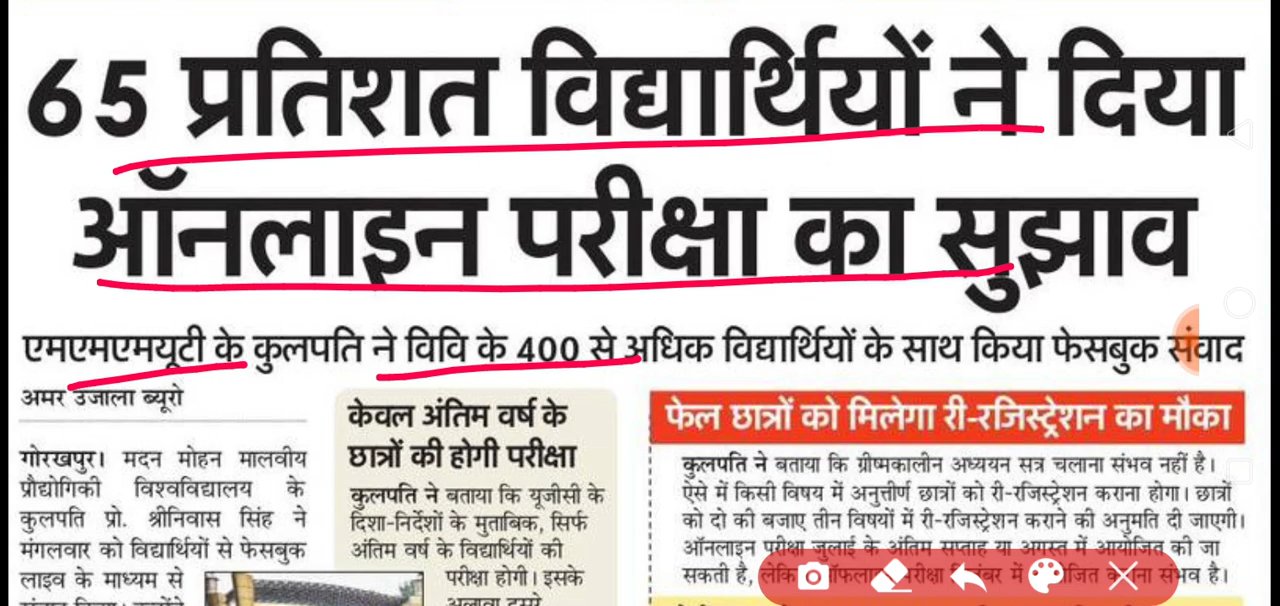 65 प्रतिशत विद्यार्थियों ने दिया
ऑनलाइन परीक्षा का सुझाव
एमएमएमयूटी के कुलपति ने विवि के 400 से अधिक विद्यार्थियों के साथ किया फेसबुक संवाद
अमर उजाला ब्यूरो
गोरखपुर। मदन मोहन मालवीय
प्रौद्योगिकी विश्वविद्यालय के
कुलपति प्रो. श्रीनिवास सिंह ने
मंगलवार को विद्यार्थियों से फेसबुक
लाइव के माध्यम से
केवल अंतिम वर्ष के
छात्रों की होगी परीक्षा
कुलपति ने बताया कि यूजीसी के
दिशा-निर्देशों के मुताबिक, सिर्फ
अंतिम वर्ष के विद्यार्थियों की
परीक्षा होगी। इसके
फेल छात्रों को मिलेगा री-रजिस्ट्रेशन का मौका
कुलपति ने बताया कि ग्रीष्मकालीन अध्ययन सत्र चलाना संभव नहीं है।
ऐसे में किसी विषय में अनुत्तीर्ण छात्रों को री-रजिस्ट्रेशन कराना होगा। छात्रों
को दो की बजाए तीन विषयों में री-रजिस्ट्रेशन कराने की अनुमति दी जाएगी।
ऑनलाइन परीक्षा जुलाई के अंतिम सप्ताह या अगस्त में आयोजित की जा
सकती है, में संभव है।